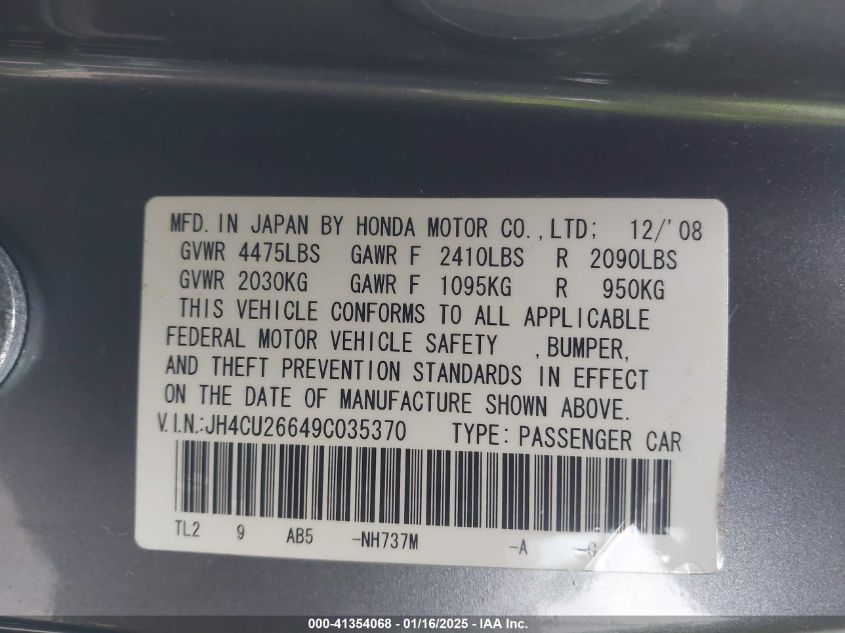 MFD. IN JAPAN BY HONDA MOTOR CO., LTD; 12/'08
GVWR 4475LBS GAWR F 2410LBS R 2090LBS
GVWR 2030KG GAWR F 1095KG R 950KG
THIS VEHICLE CONFORMS TO ALL APPLICABLE
FEDERAL MOTOR VEHICLE SAFETY , BUMPER,
AND THEFT PREVENTION STANDARDS IN EFFECT
ON THE DATE OF MANUFACTURE SHOWN ABOVE.
V.I.N.:JH4CU26649C035370 TYPE: PASSENGER CAR
TL2 9 AB5 -NH737M -A
000-41354068 - 01/16/2025 - IAAI, Inc.